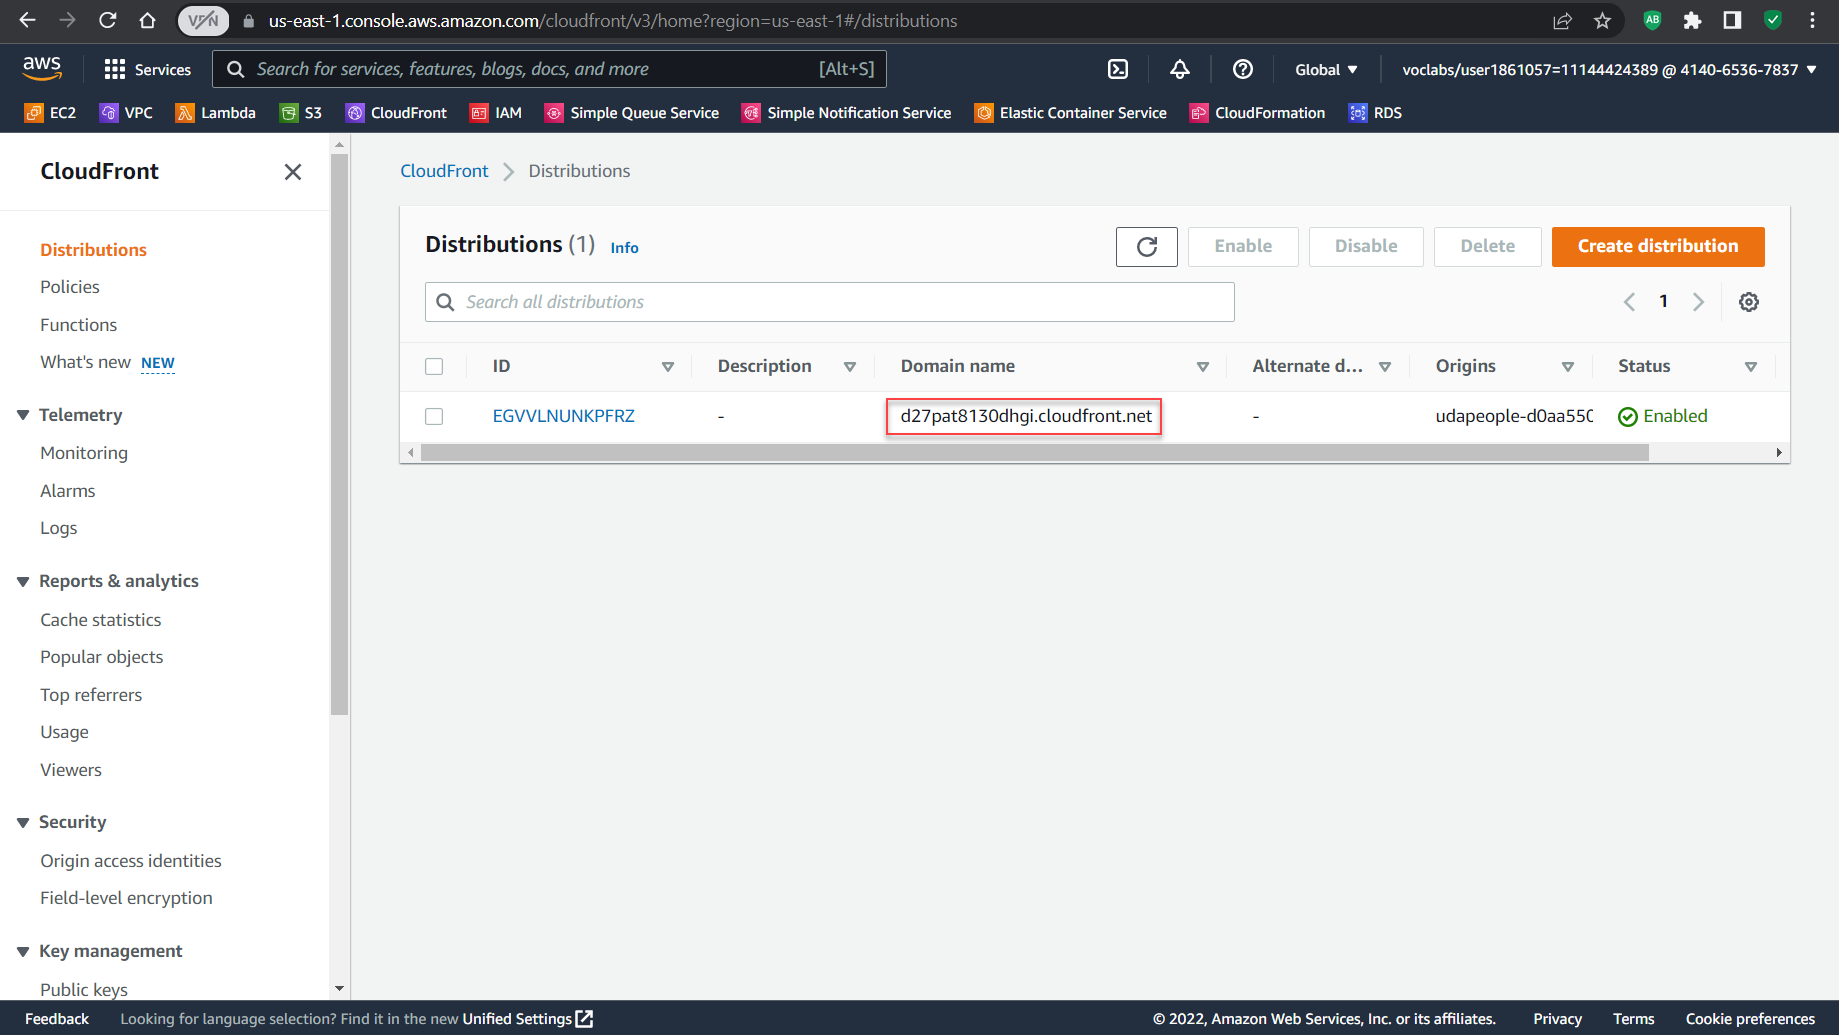 VPN us-east-1.console.aws.amazon.com/cloudfront/v3/home?region=us-east-1#/distributions AB
aws Services Search for services, features, blogs, docs, and more [Alt+S] Global voclabs/user1861057=11144424389 @ 4140-6536-7837
EC2 VPC Lambda S3 CloudFront IAM Simple Queue Service Simple Notification Service Elastic Container Service CloudFormation RDS
CloudFront
Distributions
Policies
Functions
What's new NEW
Telemetry
Monitoring
Alarms
Logs
Reports & analytics
Cache statistics
Popular objects
Top referrers
Usage
Viewers
Security
Origin access identities
Field-level encryption
Key management
Public keys
CloudFront Distributions
Distributions (1) Info Enable Disable Delete Create distribution
Search all distributions 1
ID Description Domain name Alternate d... Origins Status
EGVVLNUNKPFRZ - d27pat8130dhgi.cloudfront.net - udapeople-d0aa550 Enabled
Feedback Looking for language selection? Find it in the new Unified Settings © 2022, Amazon Web Services, Inc. or its affiliates. Privacy Terms Cookie preferences